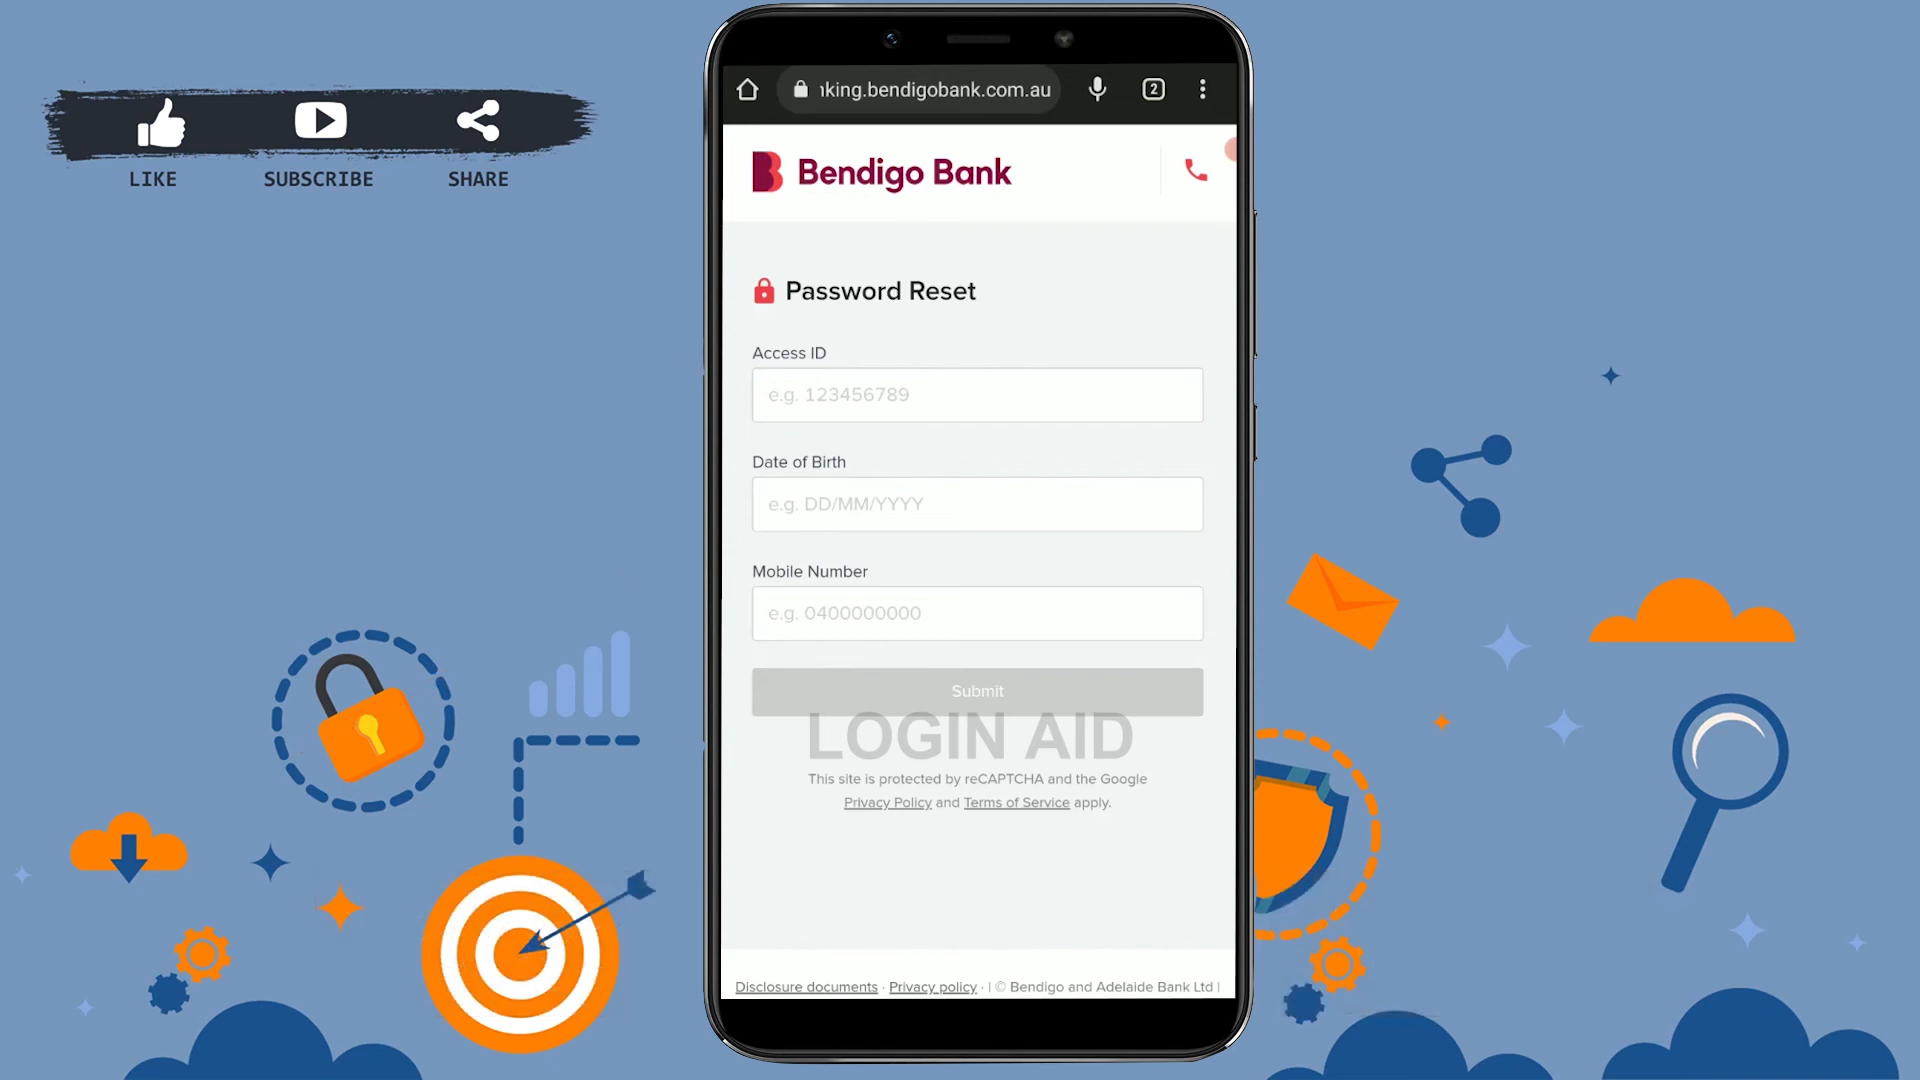 LIKE
SUBSCRIBE
SHARE
nking.bendigobank.com.au
2
Bendigo Bank
Password Reset
Access ID
e.g. 123456789
Date of Birth
e.g. DD/MM/YYYY
Mobile Number
e.g. 0400000000
Submit
LOGIN AID
This site is protected by reCAPTCHA and the Google
Privacy Policy and Terms of Service apply.
Disclosure documents · Privacy policy · | © Bendigo and Adelaide Bank Ltd |